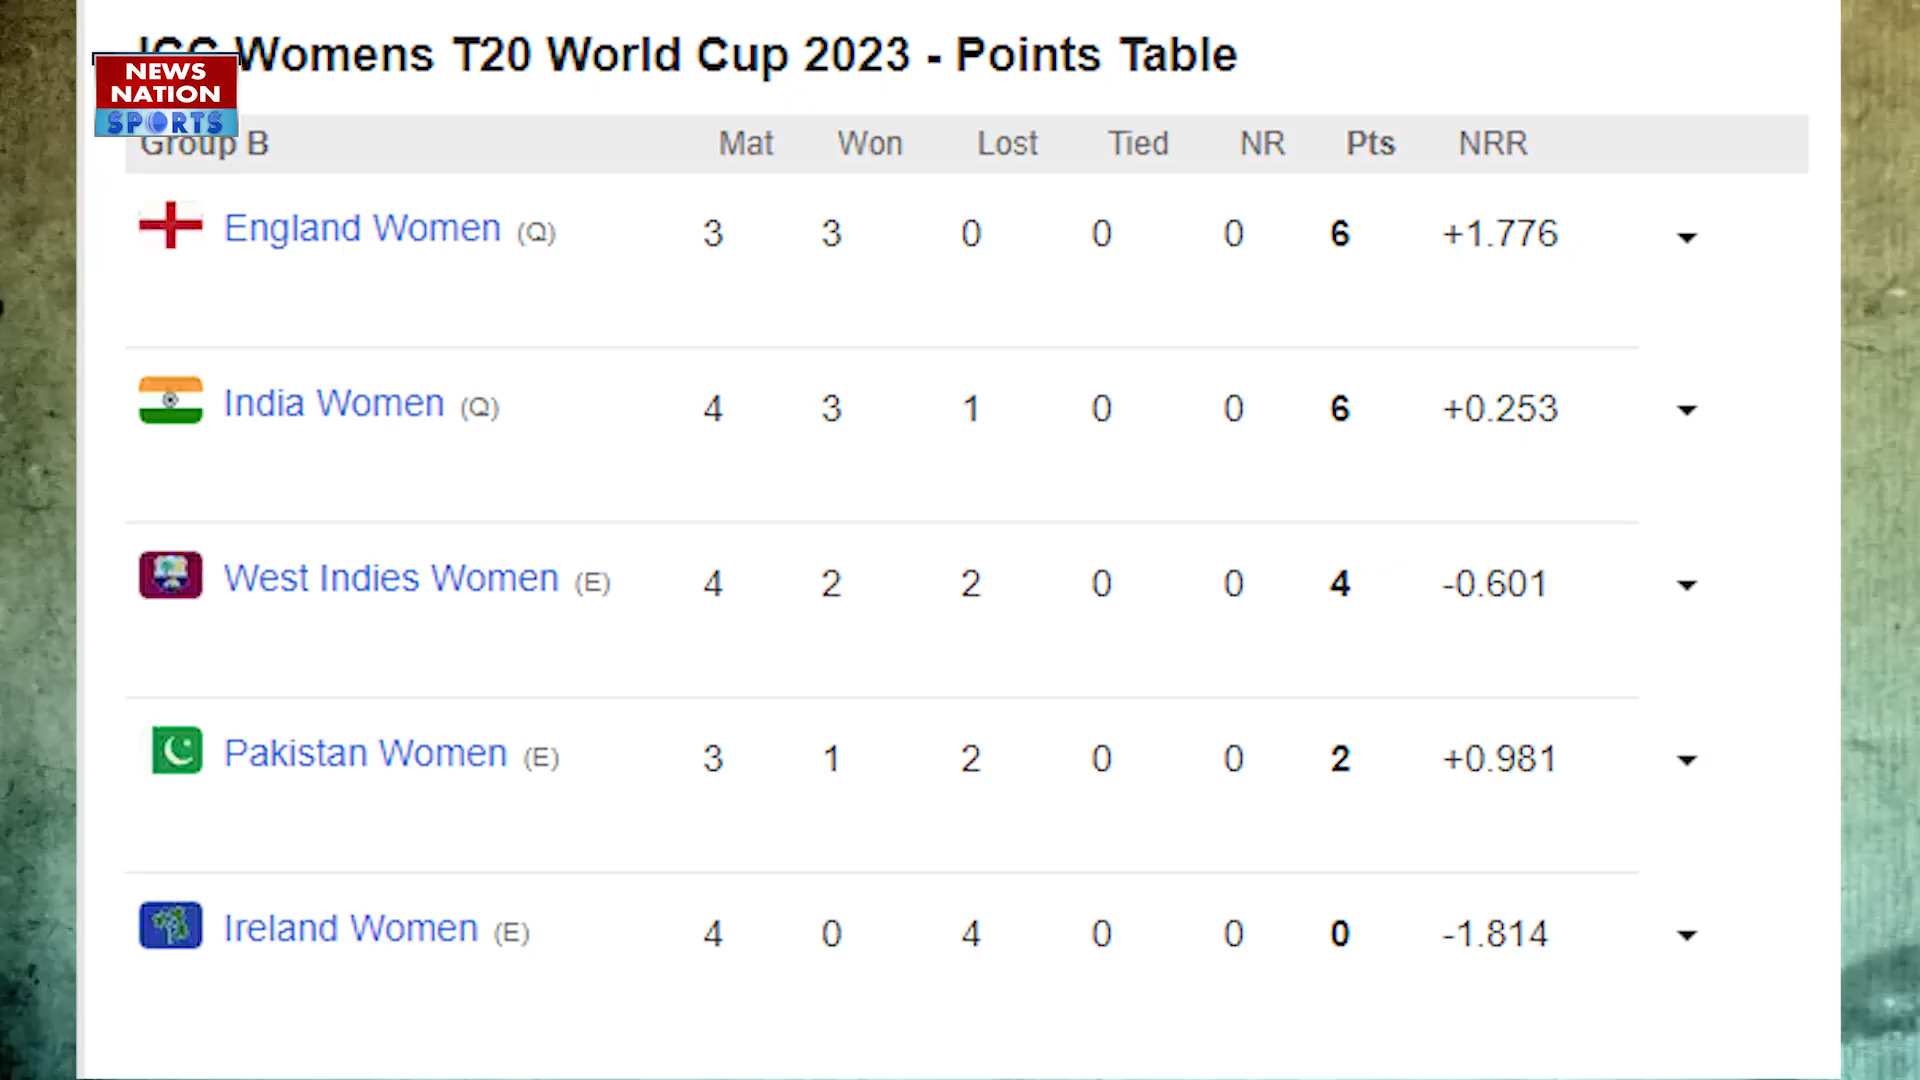 ICC Womens T20 World Cup 2023 - Points Table
NEWS
NATION
SPORTS
Group B Mat Won Lost Tied NR Pts NRR
England Women (Q) 3 3 0 0 0 6 +1.776
India Women (Q) 4 3 1 0 0 6 +0.253
West Indies Women (E) 4 2 2 0 0 4 -0.601
Pakistan Women (E) 3 1 2 0 0 2 +0.981
Ireland Women (E) 4 0 4 0 0 0 -1.814